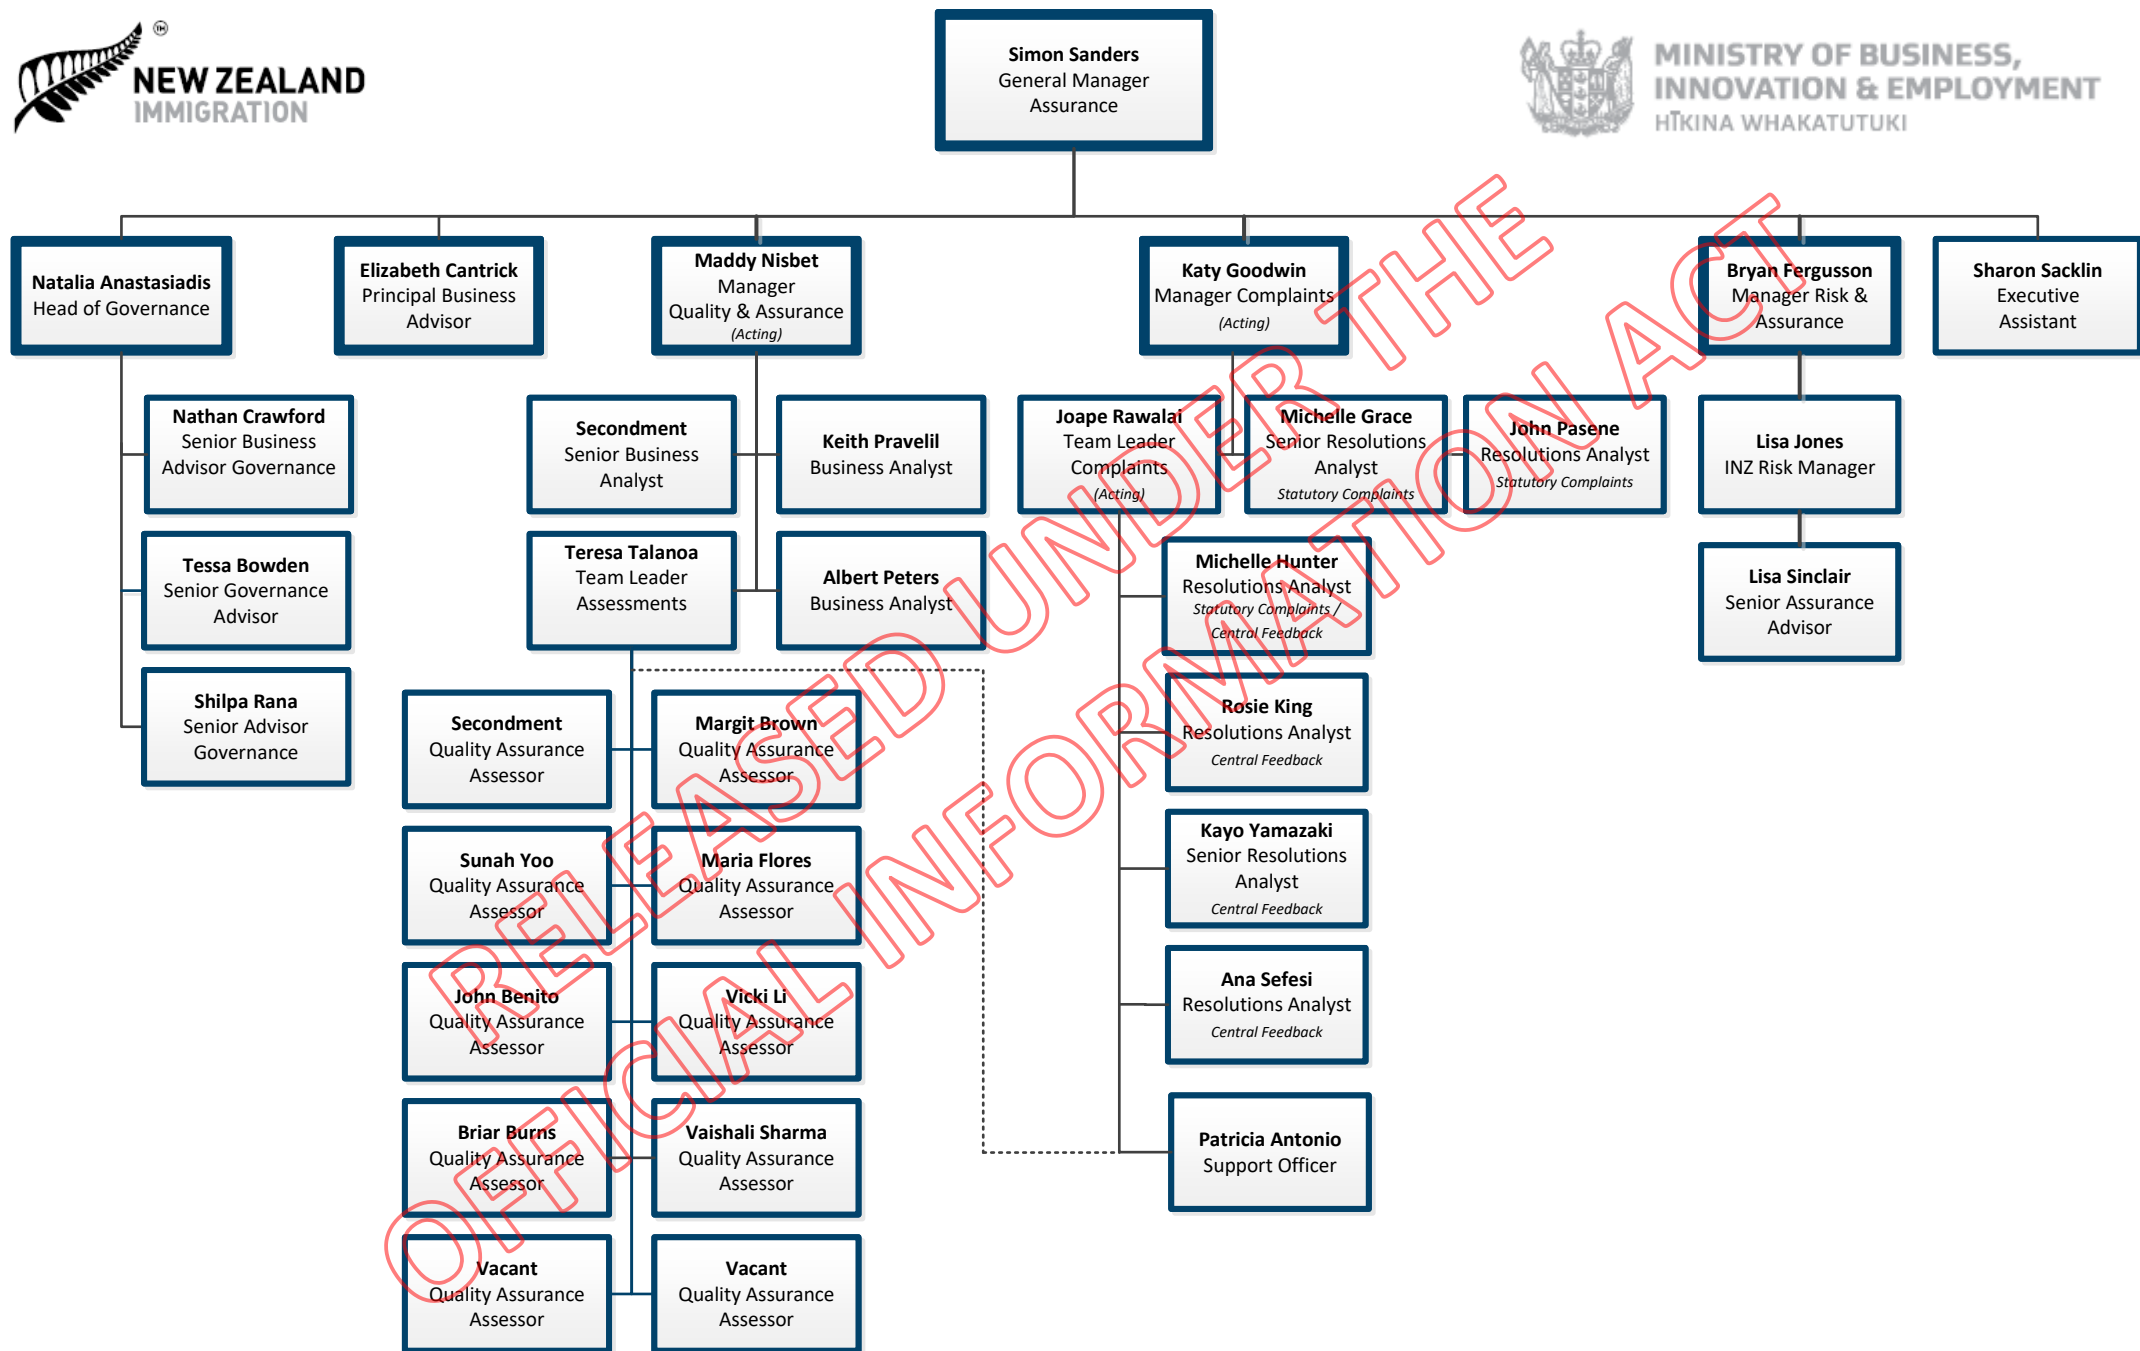 NEW ZEALAND
IMMIGRATION
TM
Simon Sanders
General Manager
Assurance
MINISTRY OF BUSINESS,
INNOVATION & EMPLOYMENT
HĪKINA WHAKATUTUKI
Natalia Anastasiadis
Head of Governance
Elizabeth Cantrick
Principal Business
Advisor
Maddy Nisbet
Manager
Quality & Assurance
(Acting)
Katy Goodwin
Manager Complaints
(Acting)
Bryan Fergusson
Manager Risk &
Assurance
Sharon Sacklin
Executive
Assistant
Nathan Crawford
Senior Business
Advisor Governance
Tessa Bowden
Senior Governance
Advisor
Shilpa Rana
Senior Advisor
Governance
Secondment
Senior Business
Analyst
Keith Pravelil
Business Analyst
Teresa Talanoa
Team Leader
Assessments
Albert Peters
Business Analyst
Secondment
Quality Assurance
Assessor
Margit Brown
Quality Assurance
Assessor
Sunah Yoo
Quality Assurance
Assessor
Maria Flores
Quality Assurance
Assessor
John Benito
Quality Assurance
Assessor
Vicki Li
Quality Assurance
Assessor
Briar Burns
Quality Assurance
Assessor
Vaishali Sharma
Quality Assurance
Assessor
Vacant
Quality Assurance
Assessor
Vacant
Quality Assurance
Assessor
Joape Rawalai
Team Leader
Complaints
(Acting)
Michelle Grace
Senior Resolutions
Analyst
Statutory Complaints
John Pasene
Resolutions Analyst
Statutory Complaints
Michelle Hunter
Resolutions Analyst
Statutory Complaints /
Central Feedback
Rosie King
Resolutions Analyst
Central Feedback
Kayo Yamazaki
Senior Resolutions
Analyst
Central Feedback
Ana Sefesi
Resolutions Analyst
Central Feedback
Patricia Antonio
Support Officer
Lisa Jones
INZ Risk Manager
Lisa Sinclair
Senior Assurance
Advisor
RELEASED UNDER THE
OFFICIAL INFORMATION ACT